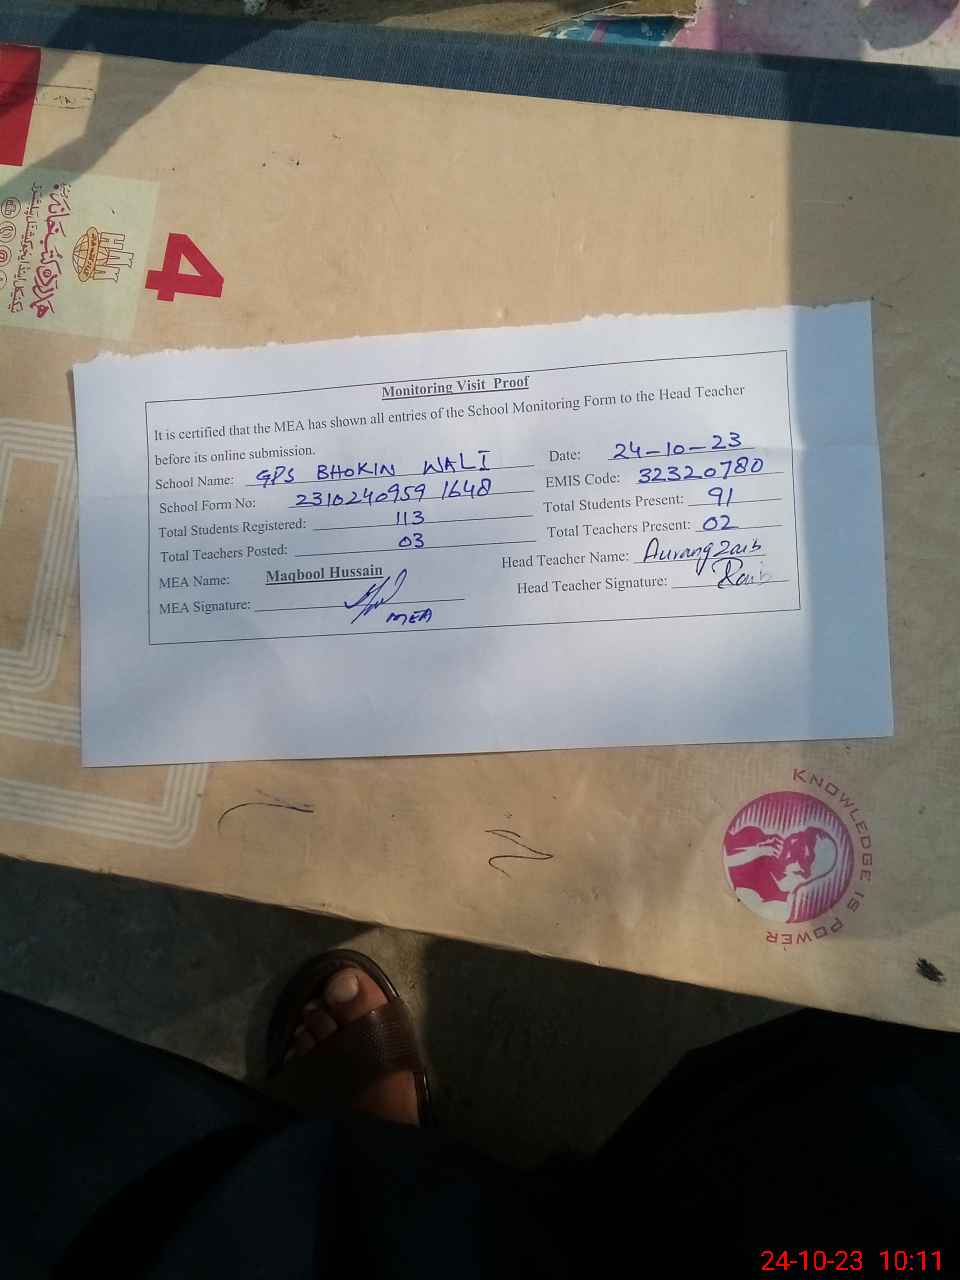 4
Monitoring Visit Proof
It is certified that the MEA has shown all entries of the School Monitoring Form to the Head Teacher
before its online submission.
Date: 24-10-23
School Name: GPS BHOKIN WALI
EMIS Code: 32320780
School Form No: 2310240959 1648
Total Students Present: 91
Total Students Registered: 113
Total Teachers Present: 02
Total Teachers Posted: 03
Head Teacher Name: Aurangzaib
MEA Name: Maqbool Hussain
Head Teacher Signature: Zaib
MEA Signature:
MEA
KNOWLEDGE IS POWER
24-10-23 10:11